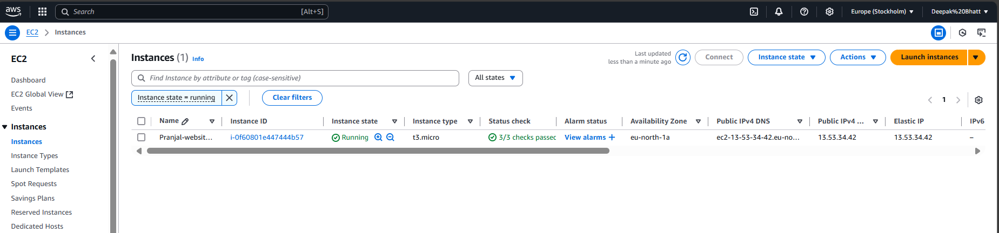 aws Search [Alt+S] Europe (Stockholm) Deepak%20Bhatt
EC2 Instances
EC2
Dashboard
EC2 Global View
Events
Instances
Instances
Instance Types
Launch Templates
Spot Requests
Savings Plans
Reserved Instances
Dedicated Hosts
Instances (1) Info
Last updated
less than a minute ago
Connect Instance state Actions Launch instances
Find Instance by attribute or tag (case-sensitive) All states
Instance state = running Clear filters 1
Name Instance ID Instance state Instance type Status check Alarm status Availability Zone Public IPv4 DNS Public IPv4 ... Elastic IP IPv6
Pranjal-websit... i-0f60801e447444b57 Running t3.micro 3/3 checks passec View alarms + eu-north-1a ec2-13-53-34-42.eu-no... 13.53.34.42 13.53.34.42 –